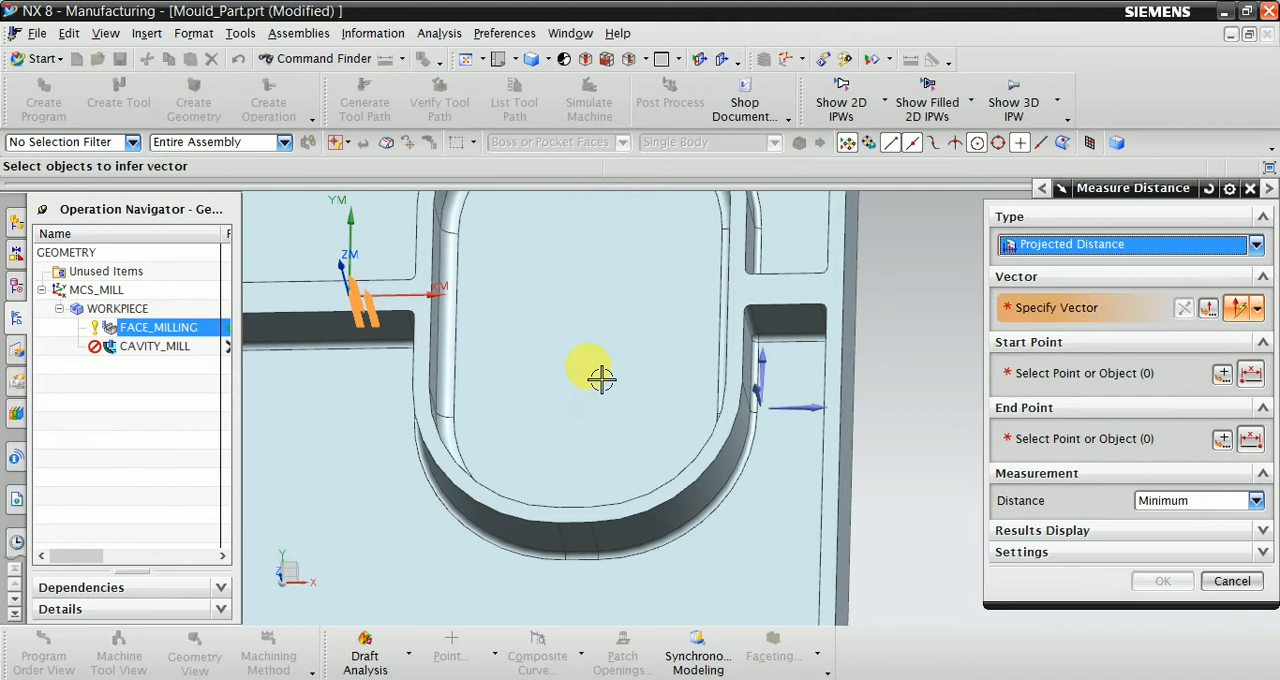 NX 8 - Manufacturing - [Mould_Part.prt (Modified) ]
SIEMENS
File Edit View Insert Format Tools Assemblies Information Analysis Preferences Window Help
Start Command Finder
Create Program
Create Tool
Create Geometry
Create Operation
Generate Tool Path
Verify Tool Path
List Tool Path
Simulate Machine
Post Process
Shop Document...
Show 2D IPWs
Show Filled 2D IPWs
Show 3D IPW
No Selection Filter
Entire Assembly
Boss or Pocket Faces
Single Body
Select objects to infer vector
Operation Navigator - Ge...
Name
GEOMETRY
Unused Items
MCS_MILL
WORKPIECE
FACE_MILLING
CAVITY_MILL
Dependencies
Details
YM
ZM
XM
Y
Z
X
Measure Distance
Type
Projected Distance
Vector
* Specify Vector
Start Point
* Select Point or Object (0)
End Point
* Select Point or Object (0)
Measurement
Distance Minimum
Results Display
Settings
OK Cancel
Program Order View
Machine Tool View
Geometry View
Machining Method
Draft Analysis
Point...
Composite Curve...
Patch Openings...
Synchrono... Modeling
Faceting...